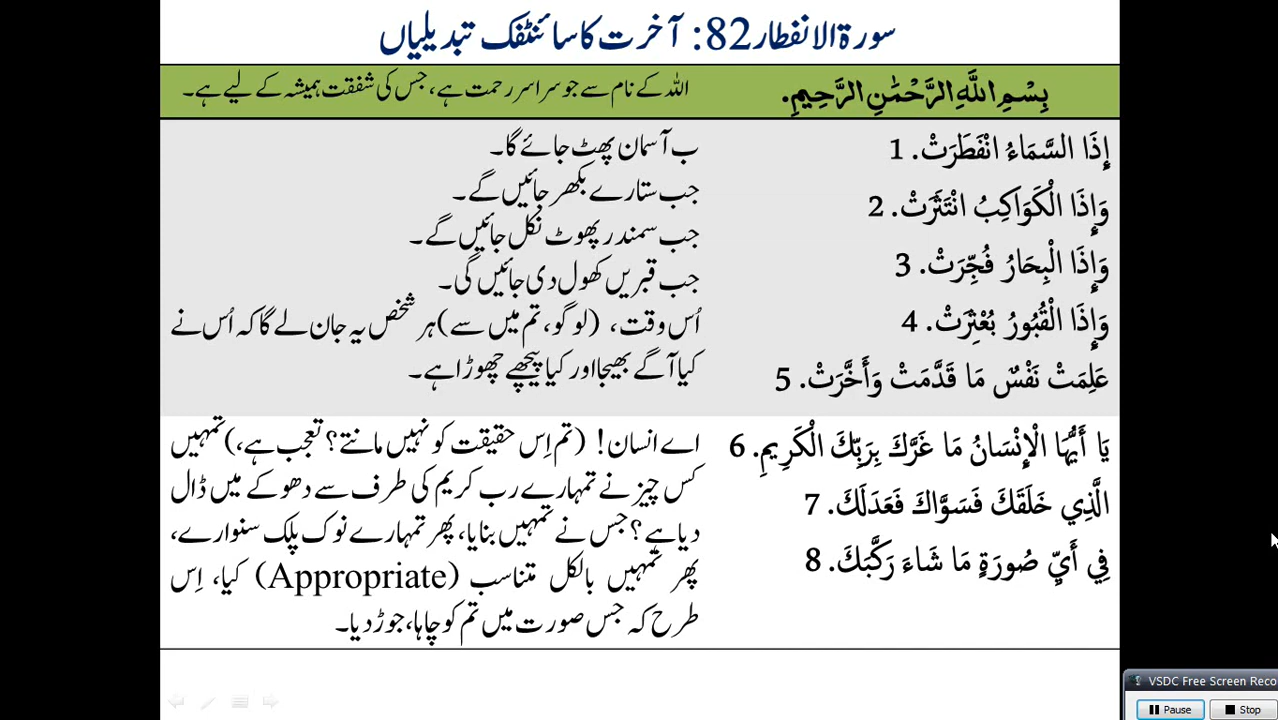 سورۃ الانفطار82: آخرت کا سائنٹفک تبدیلیاں
بِسْمِ اللَّهِ الرَّحْمَٰنِ الرَّحِيمِ.
اللہ کے نام سے جو سراسر رحمت ہے، جس کی شفقت ہمیشہ کے لیے ہے۔
إِذَا السَّمَاءُ انْفَطَرَتْ. 1
وَإِذَا الْكَوَاكِبُ انْتَثَرَتْ. 2
وَإِذَا الْبِحَارُ فُجِّرَتْ. 3
وَإِذَا الْقُبُورُ بُعْثِرَتْ. 4
عَلِمَتْ نَفْسٌ مَا قَدَّمَتْ وَأَخَّرَتْ. 5
ب آسمان پھٹ جائے گا۔
جب ستارے بکھر جائیں گے۔
جب سمندر پھوٹ نکل جائیں گے۔
جب قبریں کھول دی جائیں گی۔
اُس وقت، (لوگو، تم میں سے) ہر شخص یہ جان لے گا کہ اُس نے
کیا آگے بھیجا اور کیا پیچھے چھوڑا ہے۔
يَا أَيُّهَا الْإِنْسَانُ مَا غَرَّكَ بِرَبِّكَ الْكَرِيمِ. 6
الَّذِي خَلَقَكَ فَسَوَّاكَ فَعَدَلَكَ. 7
فِي أَيِّ صُورَةٍ مَا شَاءَ رَكَّبَكَ. 8
اے انسان! (تم اِس حقیقت کو نہیں مانتے؟ تعجب ہے،) تمہیں
کس چیز نے تمہارے رب کریم کی طرف سے دھوکے میں ڈال
دیا ہے؟ جس نے تمہیں بنایا، پھر تمہارے نوک پلک سنوارے،
پھر تمہیں بالکل متناسب (Appropriate) کیا، اِس
طرح کہ جس صورت میں تم کو چاہا، جوڑ دیا۔
VSDC Free Screen Reco
Pause
Stop